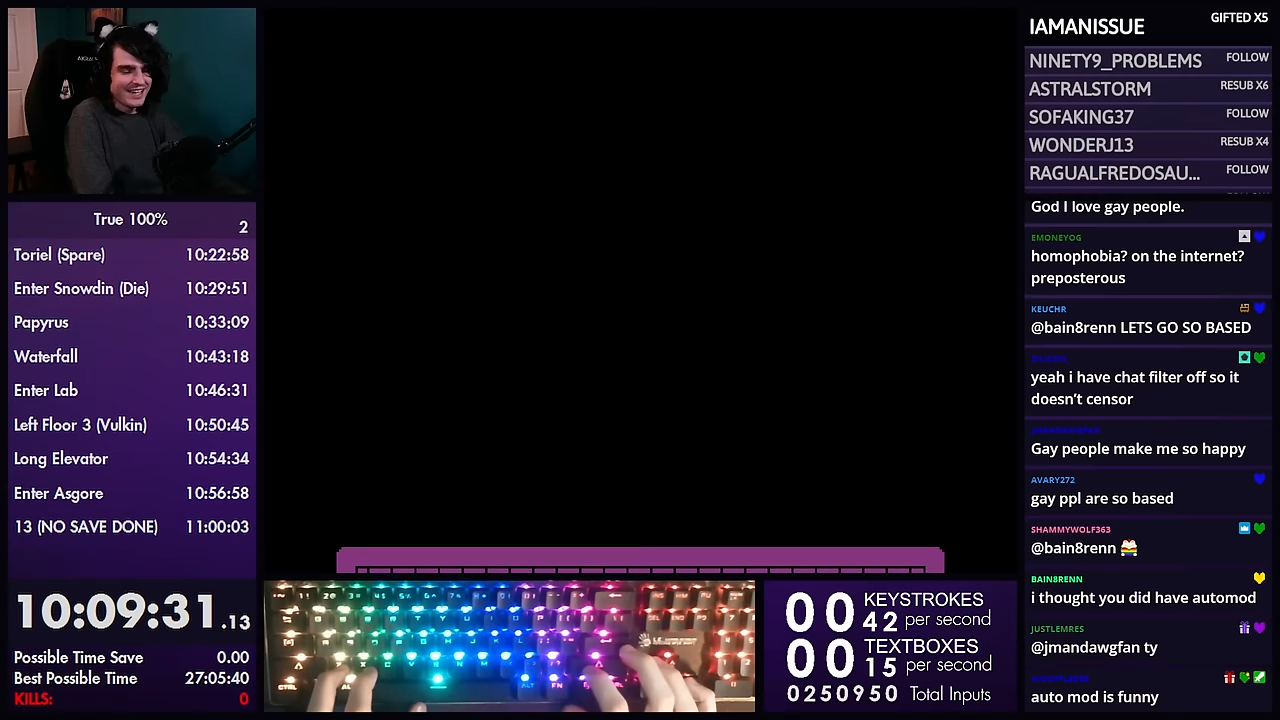 True 100%
2
Toriel (Spare) 10:22:58
Enter Snowdin (Die) 10:29:51
Papyrus 10:33:09
Waterfall 10:43:18
Enter Lab 10:46:31
Left Floor 3 (Vulkin) 10:50:45
Long Elevator 10:54:34
Enter Asgore 10:56:58
13 (NO SAVE DONE) 11:00:03
10:09:31.13
Possible Time Save 0.00
Best Possible Time 27:05:40
KILLS: 0
00.42 KEYSTROKES per second
00.15 TEXTBOXES per second
0250950 Total Inputs
IAMANISSUE GIFTED X5
NINETY9_PROBLEMS FOLLOW
ASTRALSTORM RESUB X6
SOFAKING37 FOLLOW
WONDERJ13 RESUB X4
RAGUALFREDOSAU... FOLLOW
God I love gay people.
EMONEYOG
homophobia? on the internet?
preposterous
KEUCHR
@bain8renn LETS GO SO BASED
yeah i have chat filter off so it
doesn't censor
Gay people make me so happy
AVARY272
gay ppl are so based
SHAMMYWOLF363
@bain8renn
BAIN8RENN
i thought you did have automod
JUSTLEMRES
@jmandawgfan ty
auto mod is funny